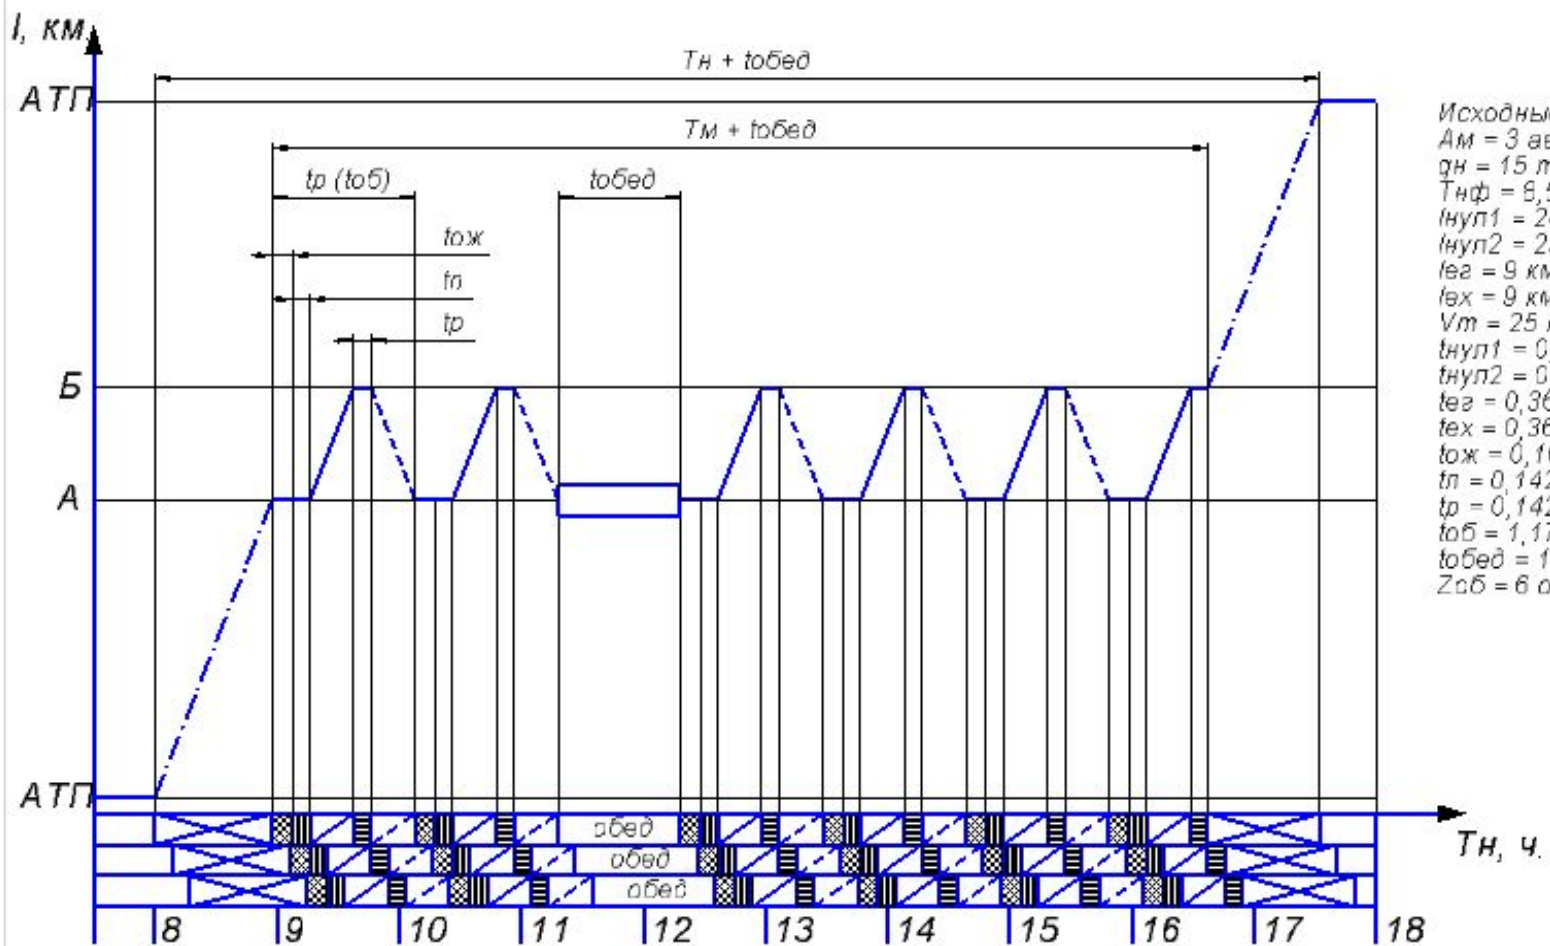 l, км.
Тн + tобед
АТП
Тм + tобед
tр (tоб)
tобед
tож
tп
tр
Б
А
АТП
обед
обед
обед
Тн, ч.
8 9 10 11 12 13 14 15 16 17 18
Исходны
Ам = 3 ав
qн = 15 т
Тнф = 8,5
lнул1 = 2
lнул2 = 2
lег = 9 км
lех = 9 км
Vт = 25
tнул1 = 0,
tнул2 = 0
tег = 0,36
tех = 0,36
tож = 0,1
tп = 0,142
tр = 0,142
tоб = 1,17
tобед = 1
Zоб = 6 о